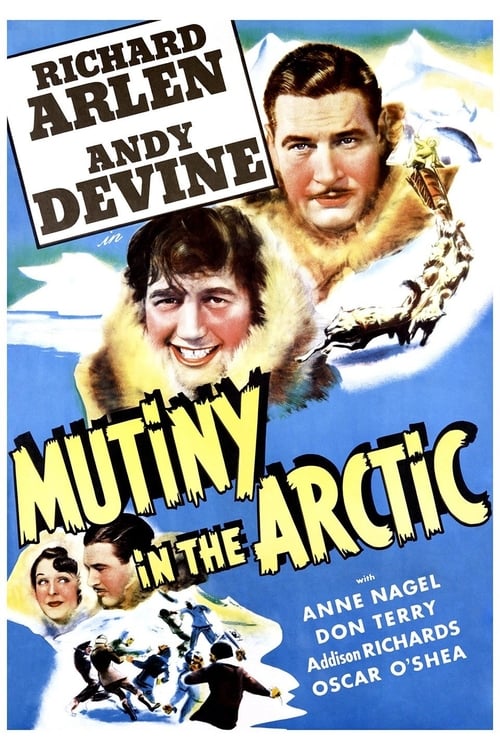 RICHARD
ARLEN
ANDY
DEVINE
in
MUTINY
IN THE ARCTIC
with
ANNE NAGEL
DON TERRY
Addison RICHARDS
OSCAR O'SHEA